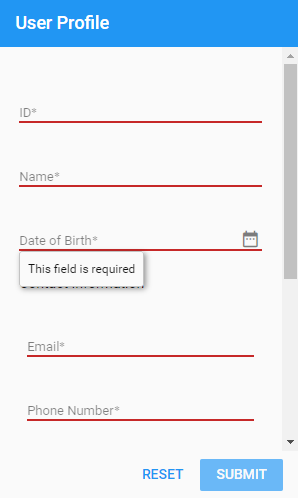 User Profile
ID*
Name*
Date of Birth*
This field is required
Email*
Phone Number*
RESET
SUBMIT